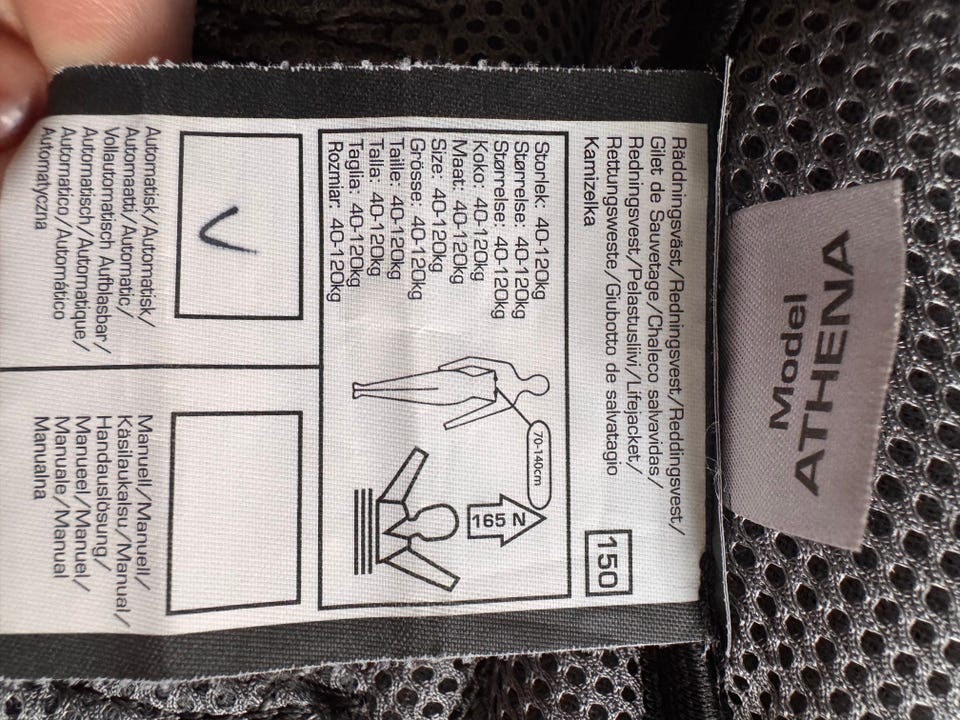 Model
ATHENA
Räddningsväst/Redningsvest/Reddingsvest/
Gilet de Sauvetage/Chaleco salvavidas/
Redningsvest/Pelastusliivi/Lifejacket/
Rettungsweste/Giubotto de salvatagio
Kamizelka
150
Storlek: 40-120kg
Størrelse: 40-120kg
Størrelse: 40-120kg
Koko: 40-120kg
Maat: 40-120kg
Size: 40-120kg
Grösse: 40-120kg
Taille: 40-120kg
Talla: 40-120kg
Taglia: 40-120kg
Rozmiar: 40-120kg
70-140cm
165 N
Automatisk/Automatisk/
Automaatti/Automatic/
Vollautomatisch Aufblasbar/
Automatisch/Automatique/
Automatico/Automático
Automatyczna
Manuell/Manuell/
Käsilaukalsu/Manual/
Handauslösung/
Manueel/Manuel/
Manuale/Manual
Manualna